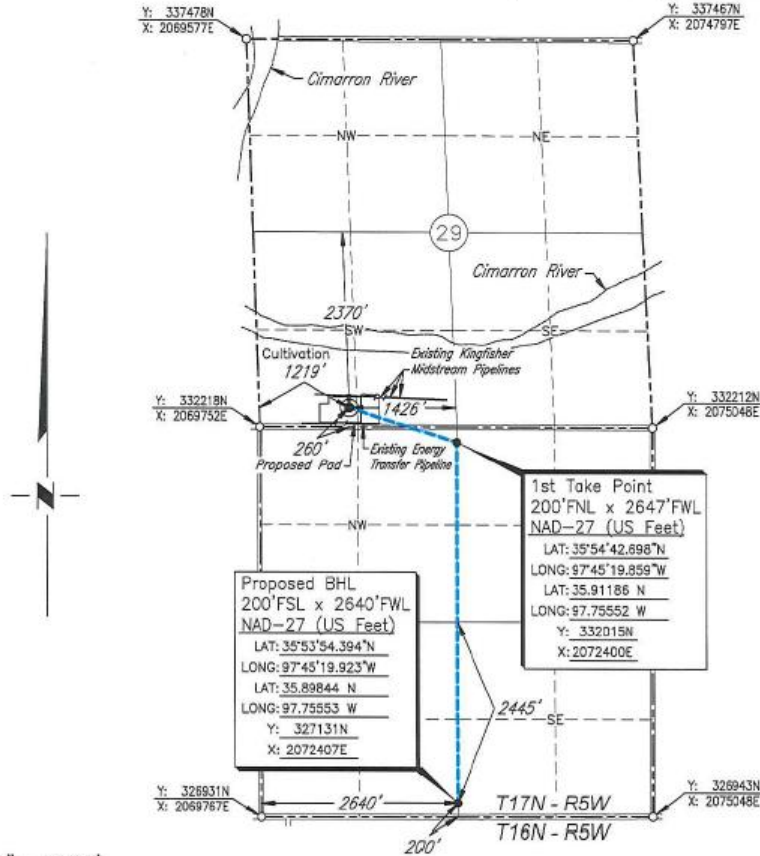 Y: 337478N
X: 2069577E
Y: 337467N
X: 2074797E
Cimarron River
NW
NE
29
Cimarron River
2370'
SW
SE
Cultivation
1219'
Existing Kingfisher
Midstream Pipelines
1426'
Y: 332218N
X: 2069752E
Y: 332212N
X: 2075048E
260'
Proposed Pad
Existing Energy
Transfer Pipeline
N
NW
1st Take Point
200'FNL x 2647'FWL
NAD-27 (US Feet)
LAT: 35°54'42.698"N
LONG: 97°45'19.859"W
LAT: 35.91186 N
LONG: 97.75552 W
Y: 332015N
X: 2072400E
Proposed BHL
200'FSL x 2640'FWL
NAD-27 (US Feet)
LAT: 35°53'54.394"N
LONG: 97°45'19.923"W
LAT: 35.89844 N
LONG: 97.75553 W
Y: 327131N
X: 2072407E
2445'
SE
Y: 326931N
X: 2069767E
2640'
T17N - R5W
T16N - R5W
Y: 326943N
X: 2075048E
200'